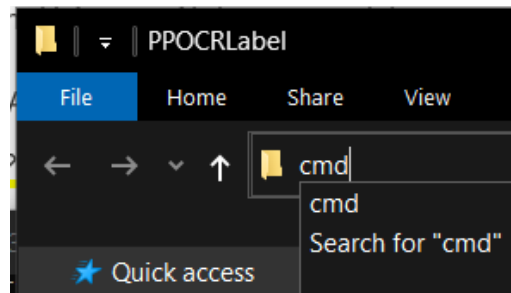 PPOCRLabel
File Home Share View
cmd
cmd
Search for "cmd"
Quick access